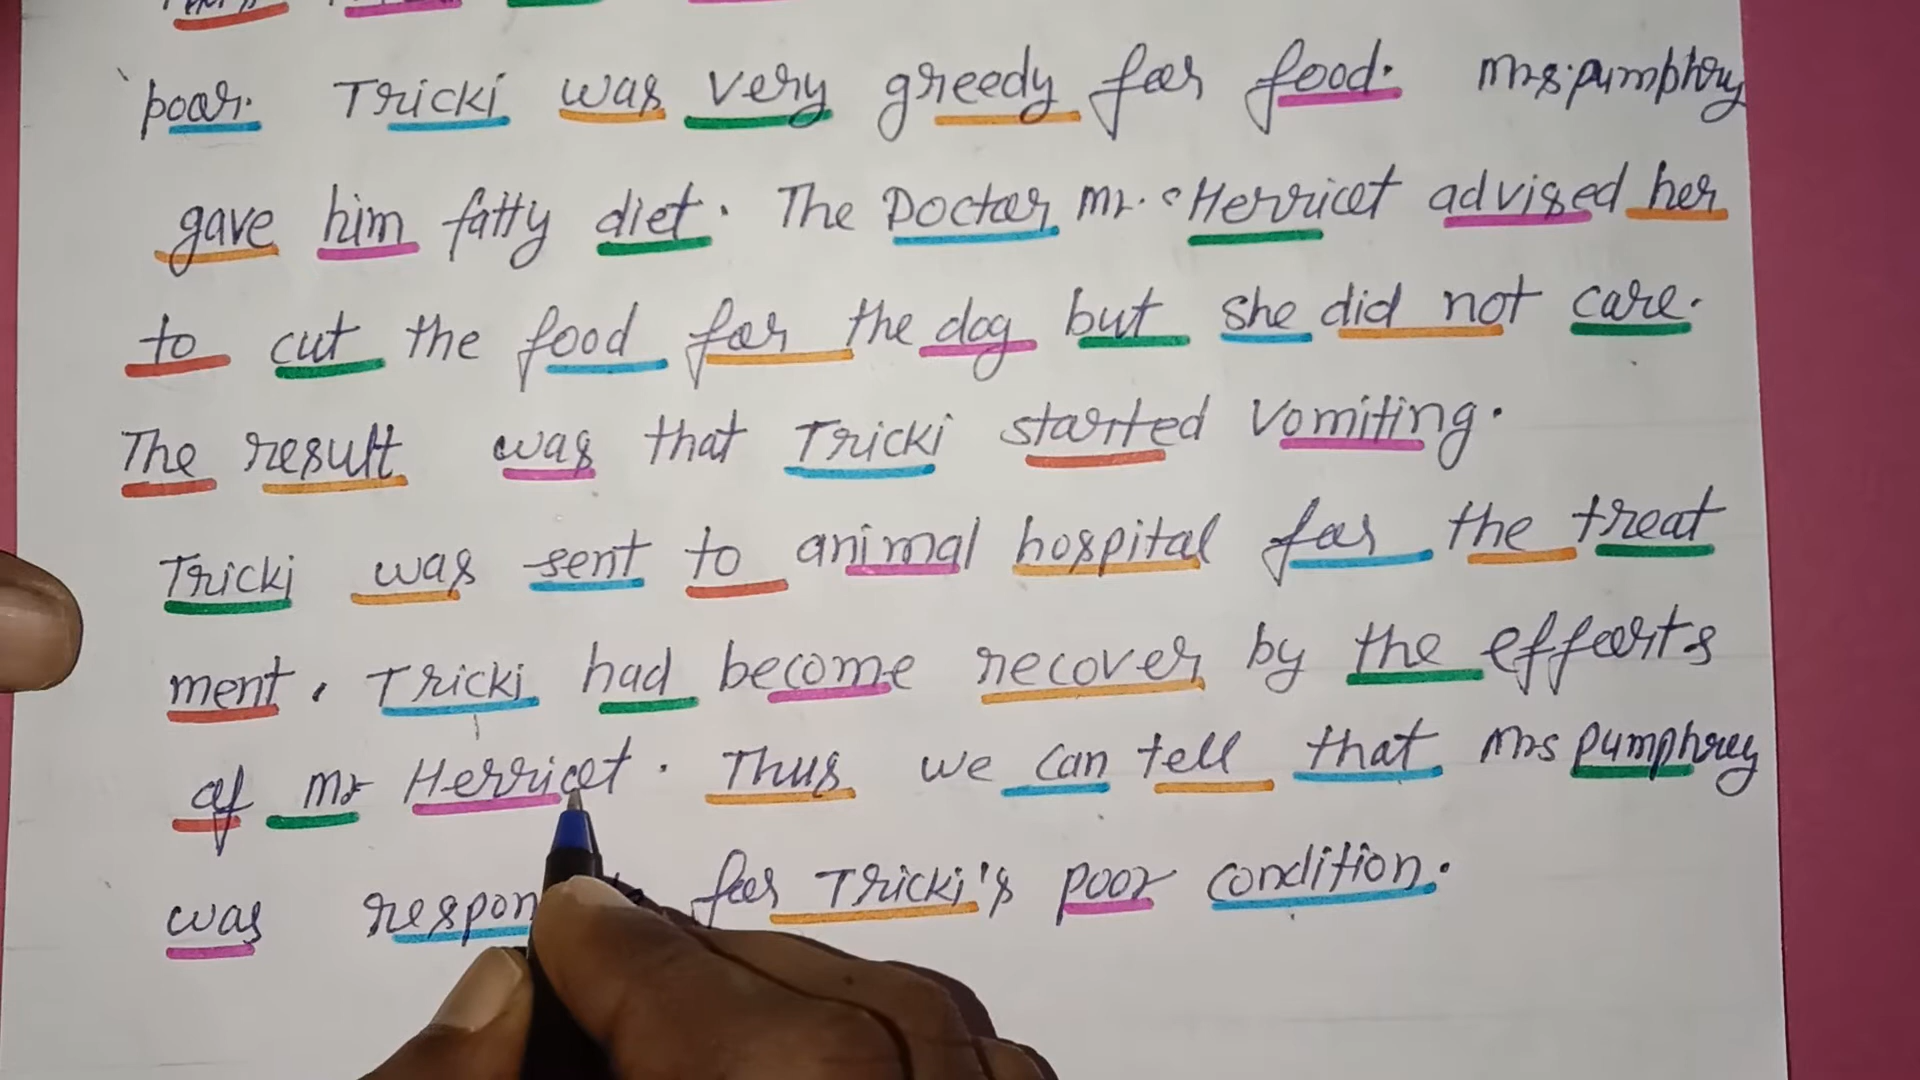 poor. Tricki was very greedy for food. Mrs. pumphrey
gave him fatty diet. The Doctor Mr. Herricot advised her
to cut the food for the dog but she did not care.
The result was that Tricki started vomiting.
Tricki was sent to animal hospital for the treat
ment. Tricki had become recover by the efforts
of Mr Herricot. Thus we can tell that Mrs pumphrey
was for Tricki's poor condition.